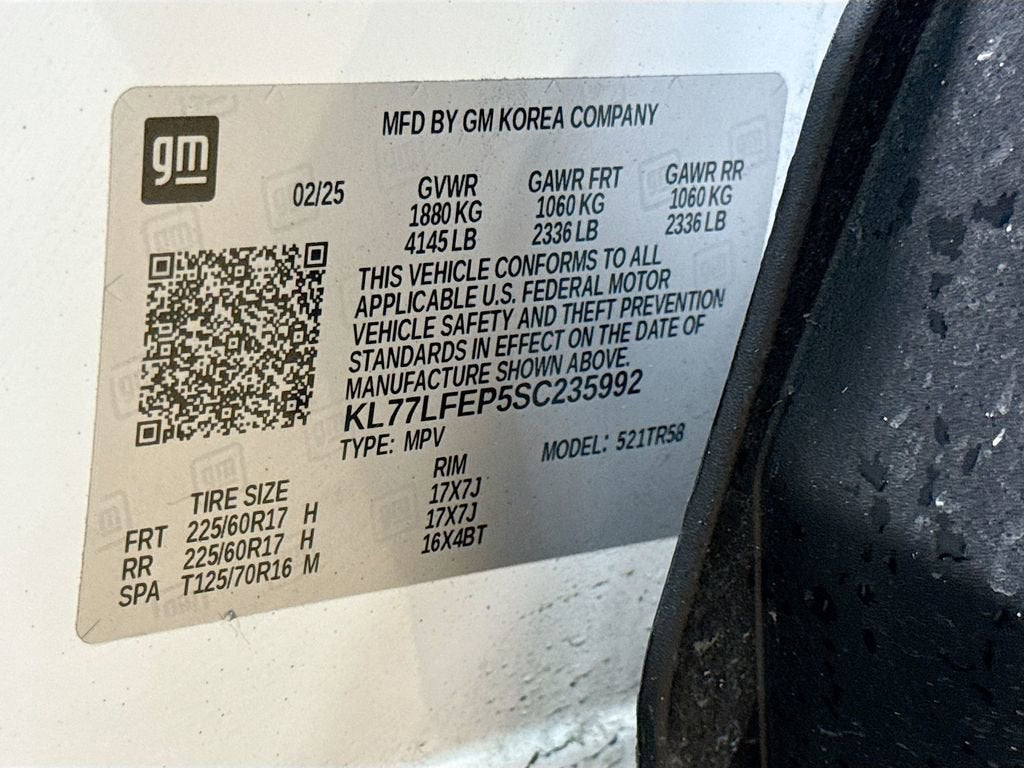 gm
MFD BY GM KOREA COMPANY
02/25 GVWR GAWR FRT GAWR RR
1880 KG 1060 KG 1060 KG
4145 LB 2336 LB 2336 LB
THIS VEHICLE CONFORMS TO ALL
APPLICABLE U.S. FEDERAL MOTOR
VEHICLE SAFETY AND THEFT PREVENTION
STANDARDS IN EFFECT ON THE DATE OF
MANUFACTURE SHOWN ABOVE.
KL77LFEP5SC235992
TYPE: MPV MODEL: 521TR58
TIRE SIZE RIM
FRT 225/60R17 H 17X7J
RR 225/60R17 H 17X7J
SPA T125/70R16 M 16X4BT